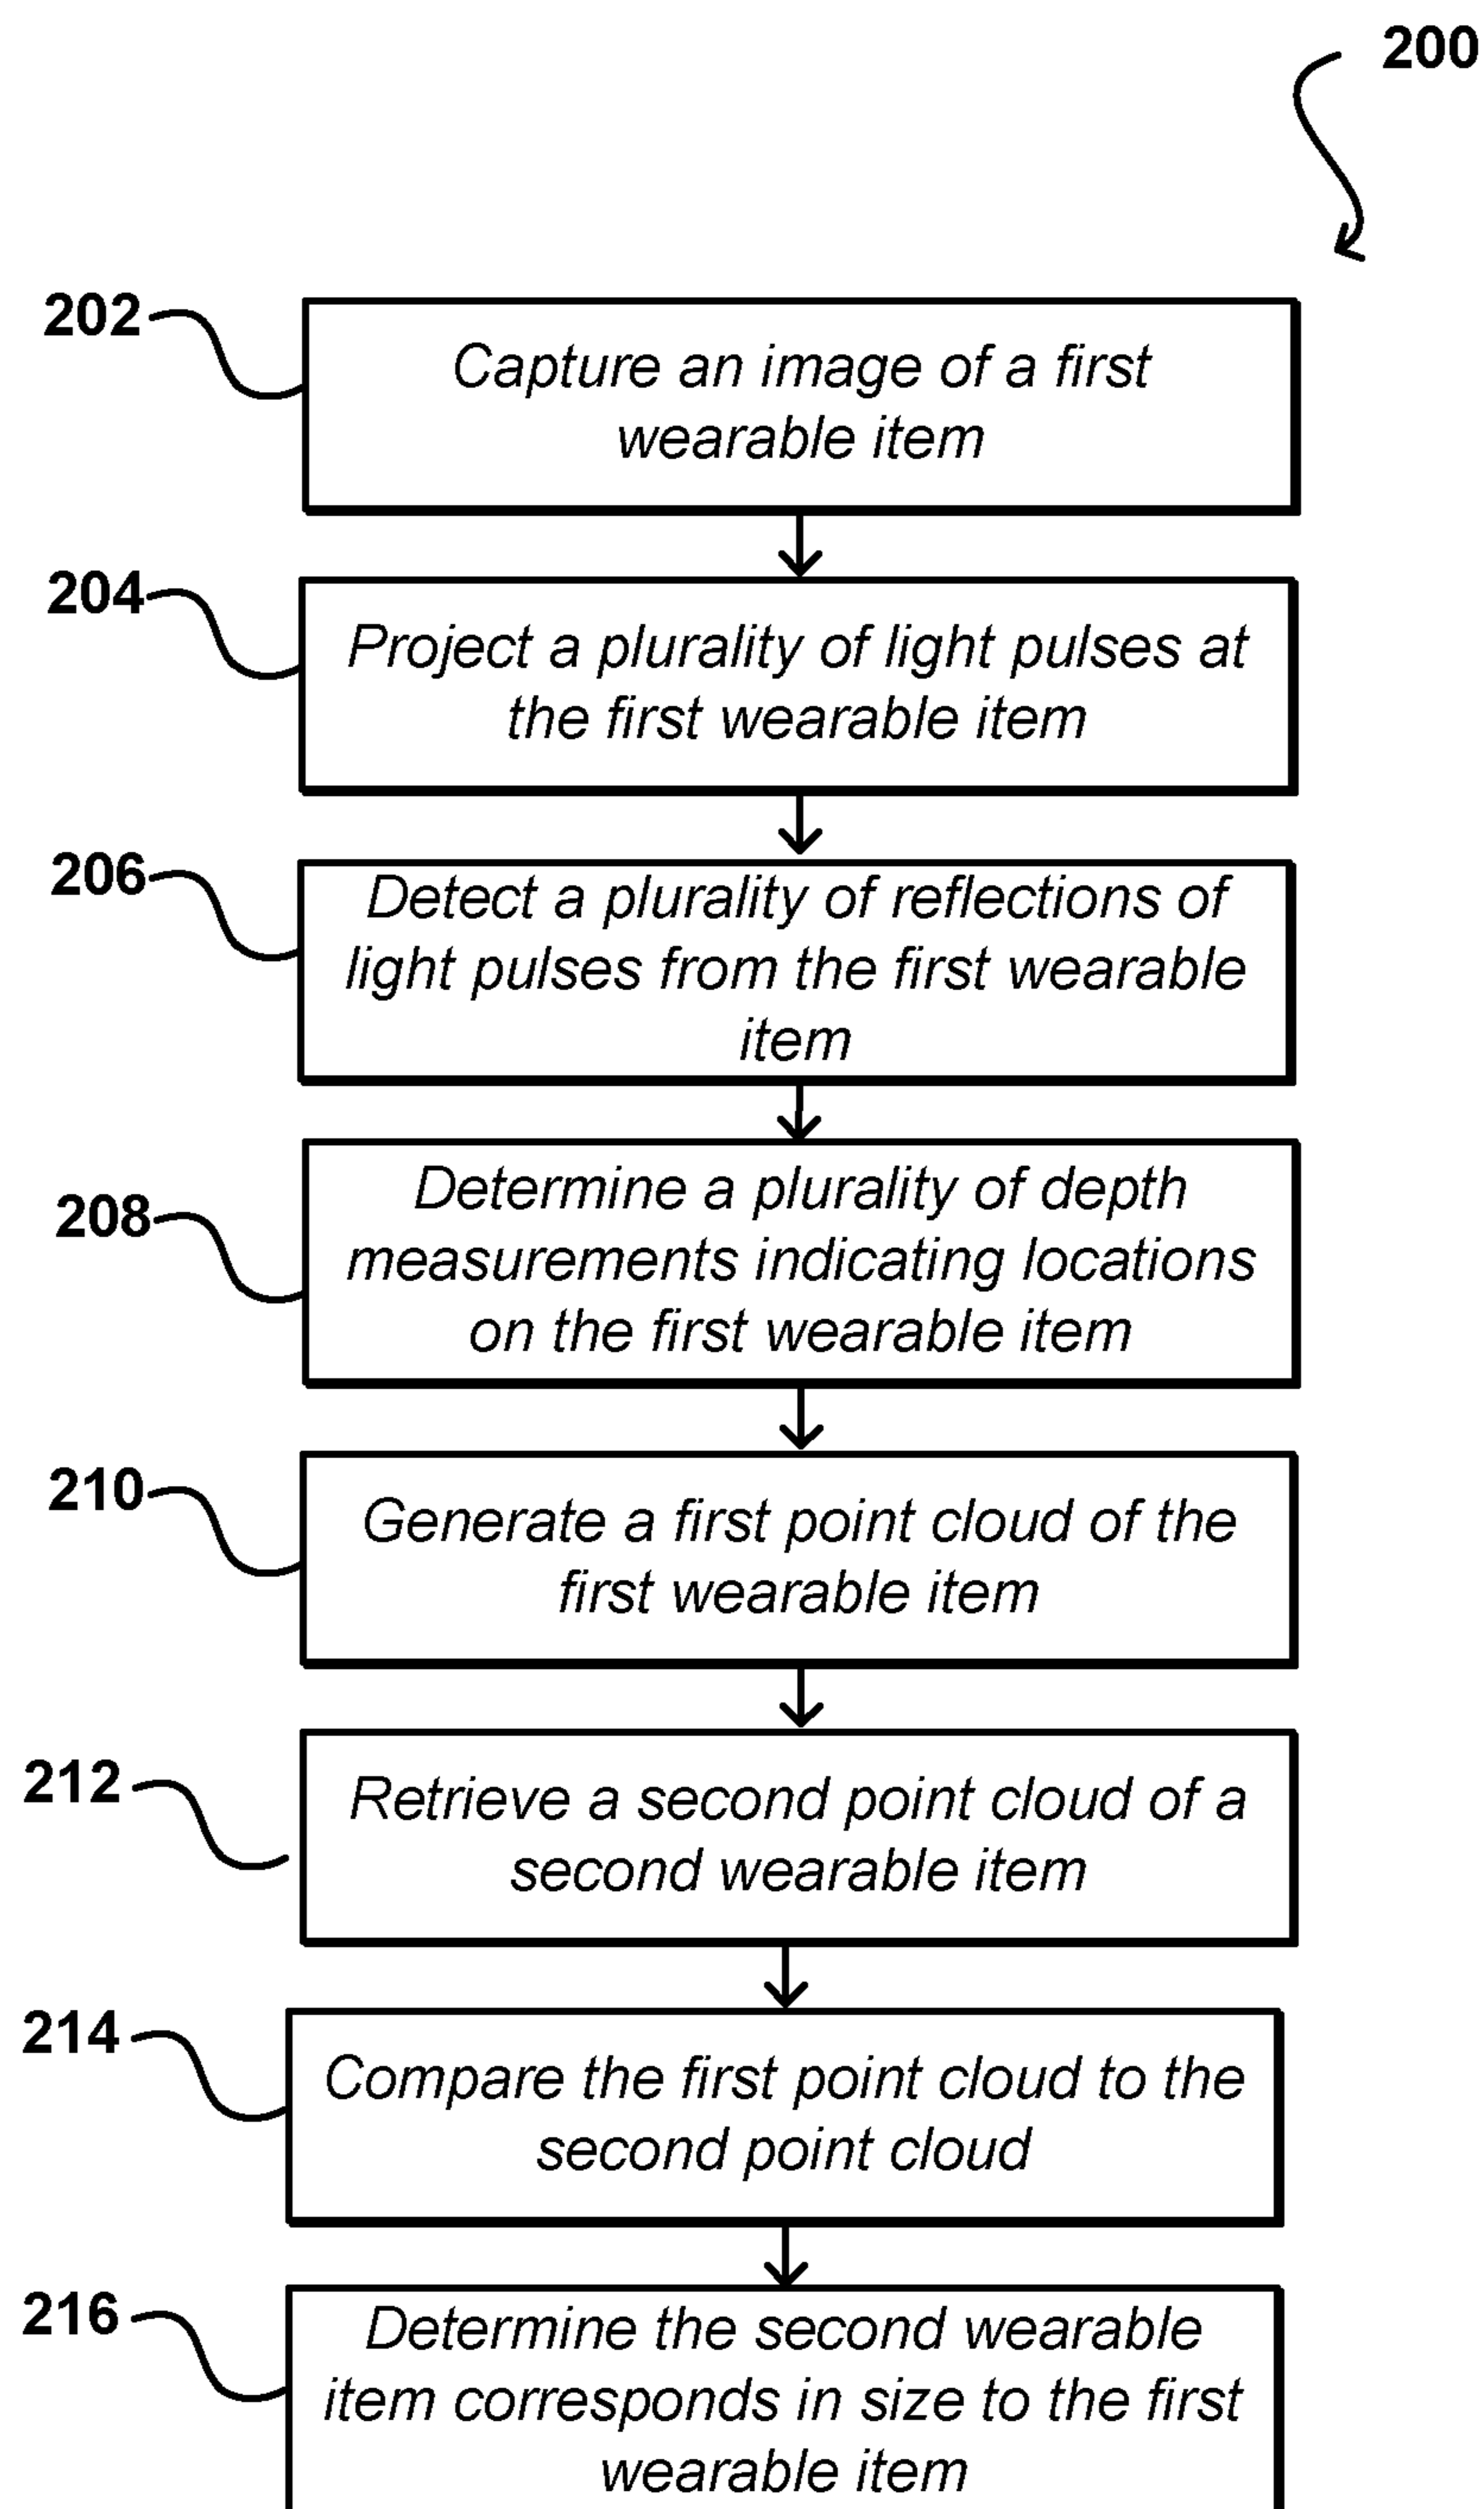 200
202
Capture an image of a first
wearable item
204
Project a plurality of light pulses at
the first wearable item
206
Detect a plurality of reflections of
light pulses from the first wearable
item
208
Determine a plurality of depth
measurements indicating locations
on the first wearable item
210
Generate a first point cloud of the
first wearable item
212
Retrieve a second point cloud of a
second wearable item
214
Compare the first point cloud to the
second point cloud
216
Determine the second wearable
item corresponds in size to the first
wearable item